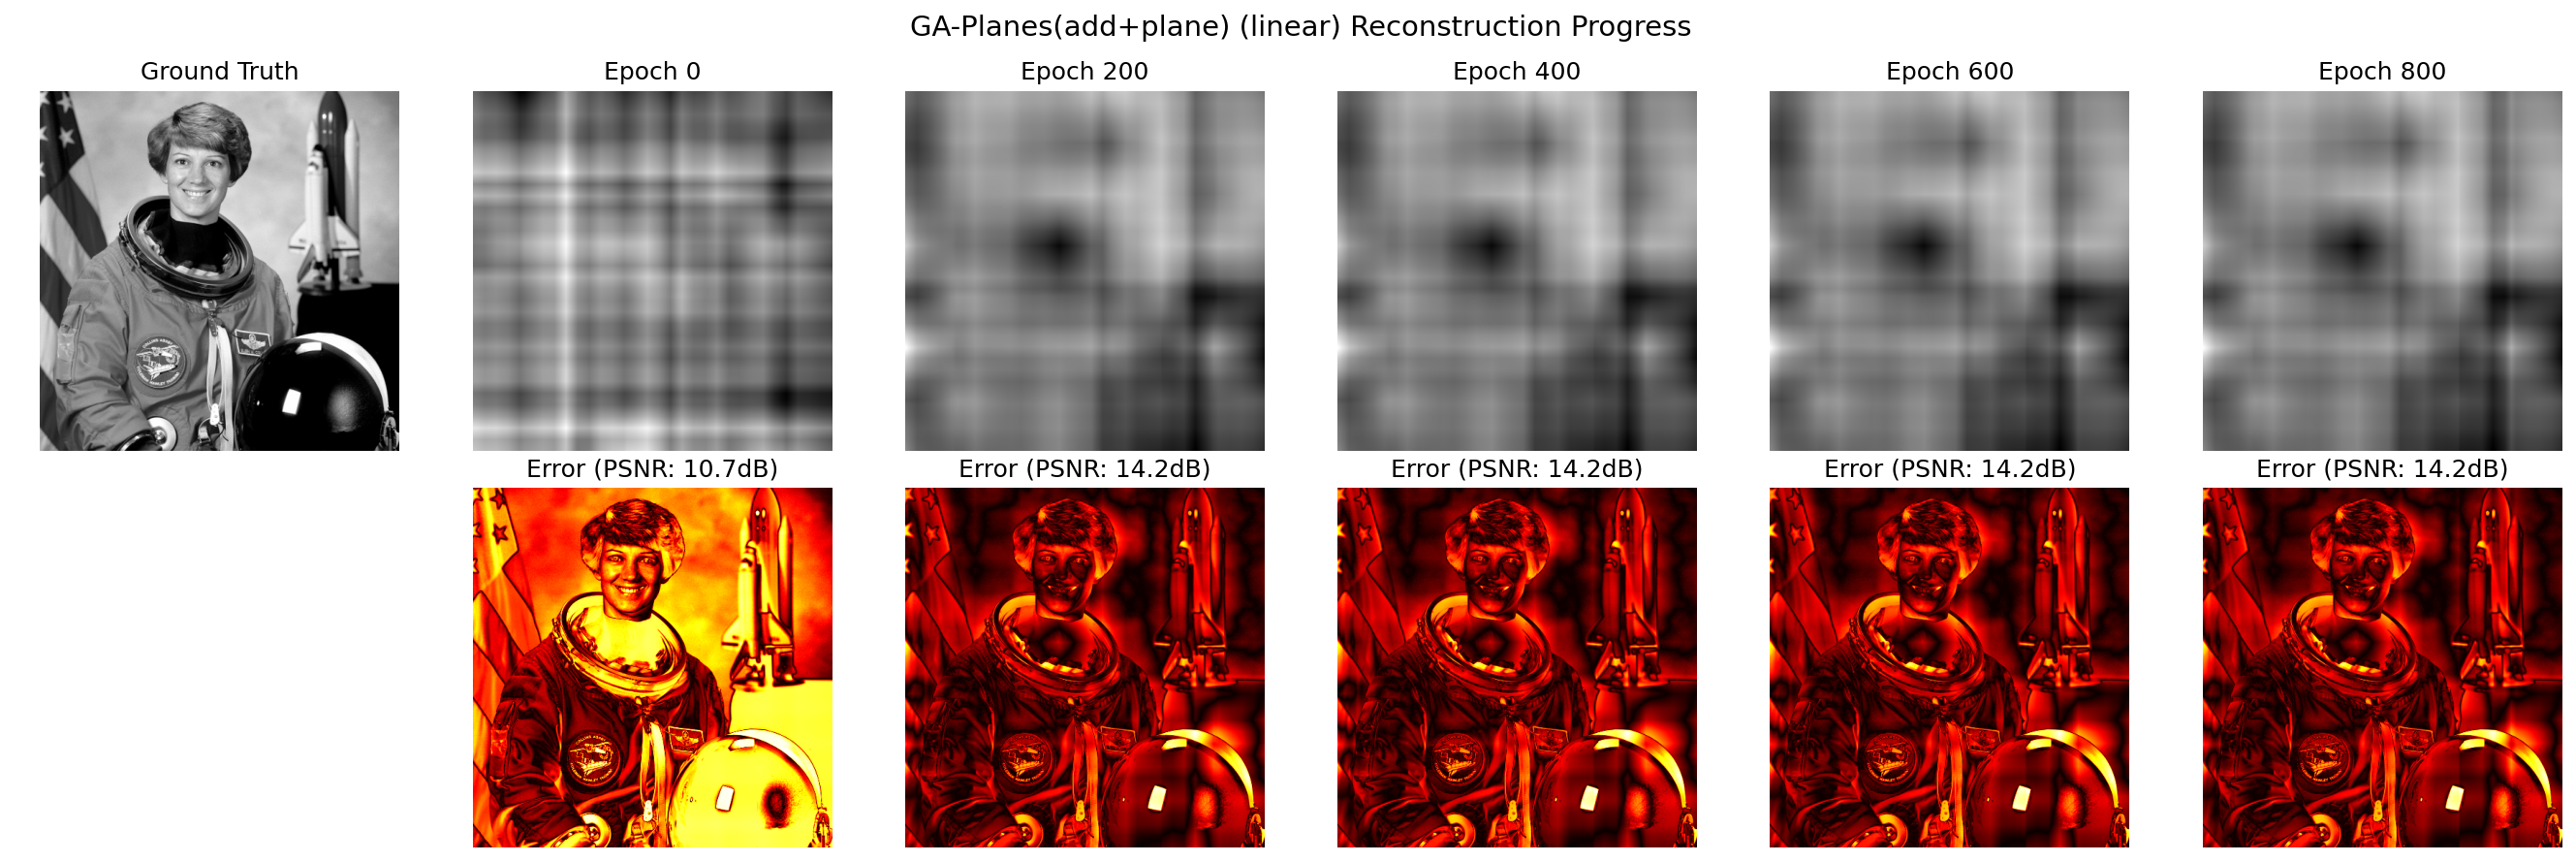 GA-Planes(add+plane) (linear) Reconstruction Progress
Ground Truth
Epoch 0
Epoch 200
Epoch 400
Epoch 600
Epoch 800
Error (PSNR: 10.7dB)
Error (PSNR: 14.2dB)
Error (PSNR: 14.2dB)
Error (PSNR: 14.2dB)
Error (PSNR: 14.2dB)